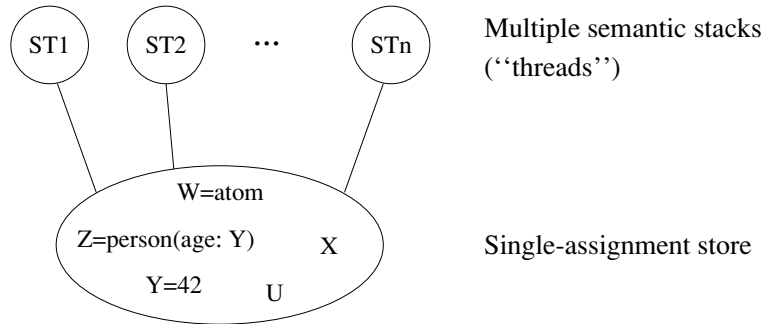 ST1 ST2 ... STn
Multiple semantic stacks
(‘‘threads’’)
W=atom
Z=person(age: Y) X
Single-assignment store
Y=42 U